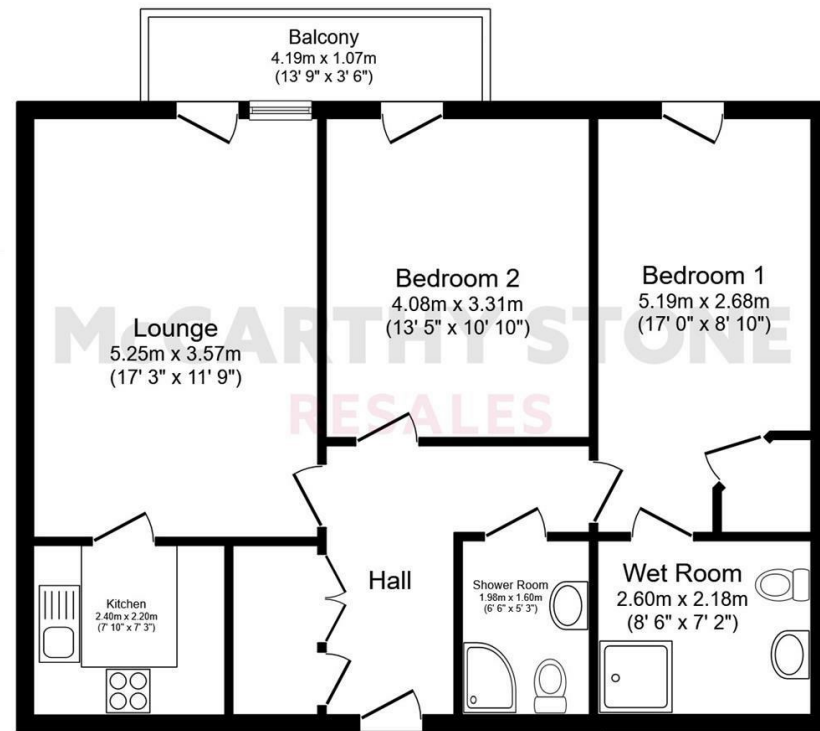 Balcony
4.19m x 1.07m
(13' 9" x 3' 6")
Bedroom 2
4.08m x 3.31m
(13' 5" x 10' 10")
Bedroom 1
5.19m x 2.68m
(17' 0" x 8' 10")
Lounge
5.25m x 3.57m
(17' 3" x 11' 9")
McCARTHY STONE
RESALES
Kitchen
2.40m x 2.20m
(7' 10" x 7' 3")
Hall
Shower Room
1.98m x 1.60m
(6' 6" x 5' 3")
Wet Room
2.60m x 2.18m
(8' 6" x 7' 2")